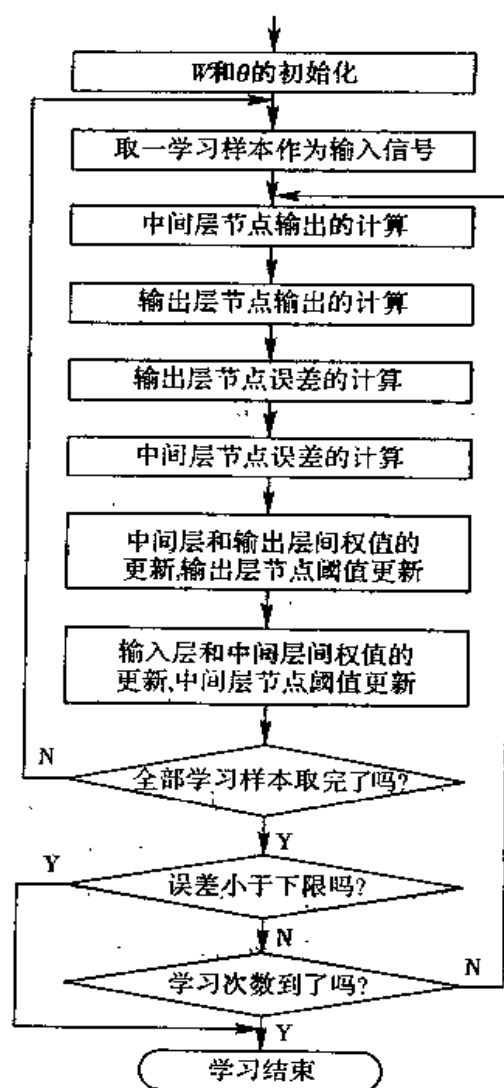 W和θ的初始化
取一学习样本作为输入信号
中间层节点输出的计算
输出层节点输出的计算
输出层节点误差的计算
中间层节点误差的计算
中间层和输出层间权值的
更新,输出层节点阈值更新
输入层和中间层间权值的
更新,中间层节点阈值更新
N
全部学习样本取完了吗?
Y
Y
误差小于下限吗?
N
学习次数到了吗?
N
Y
学习结束